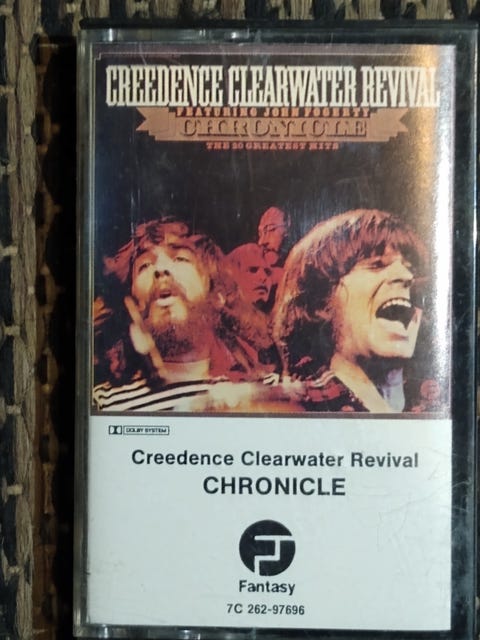 CREEDENCE CLEARWATER REVIVAL
FEATURING JOHN FOGERTY
CHRONICLE
THE 20 GREATEST HITS
DOLBY SYSTEM
Creedence Clearwater Revival
CHRONICLE
Fantasy
7C 262-97696